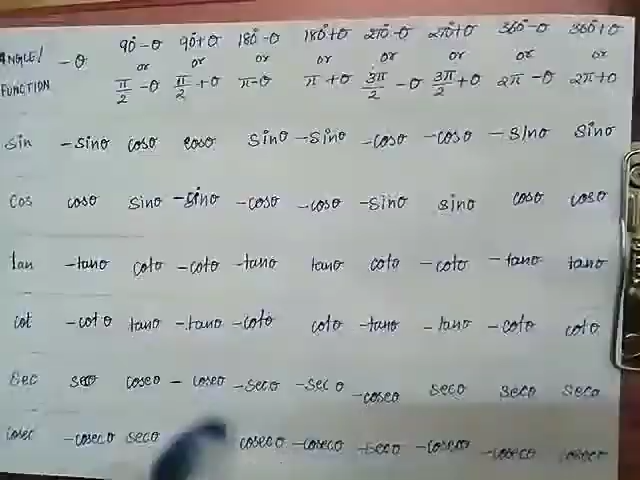 ANGLE/ -θ 90°-θ 90°+θ 180°-θ 180°+θ 270°-θ 270°+θ 360°-θ 360°+θ
or or or or or or or or
FUNCTION π/2 -θ π/2 +θ π-θ π+θ 3π/2 -θ 3π/2 +θ 2π-θ 2π+θ
sin -sinθ cosθ cosθ sinθ -sinθ -cosθ -cosθ -sinθ sinθ
cos cosθ sinθ -sinθ -cosθ -cosθ -sinθ sinθ cosθ cosθ
tan -tanθ cotθ -cotθ -tanθ tanθ cotθ -cotθ -tanθ tanθ
cot -cotθ tanθ -tanθ -cotθ cotθ -tanθ -tanθ -cotθ cotθ
sec secθ cosecθ -cosecθ -secθ -secθ -cosecθ secθ secθ secθ
cosec -cosecθ secθ cosecθ -cosecθ -secθ -cosecθ -cosecθ cosecθ